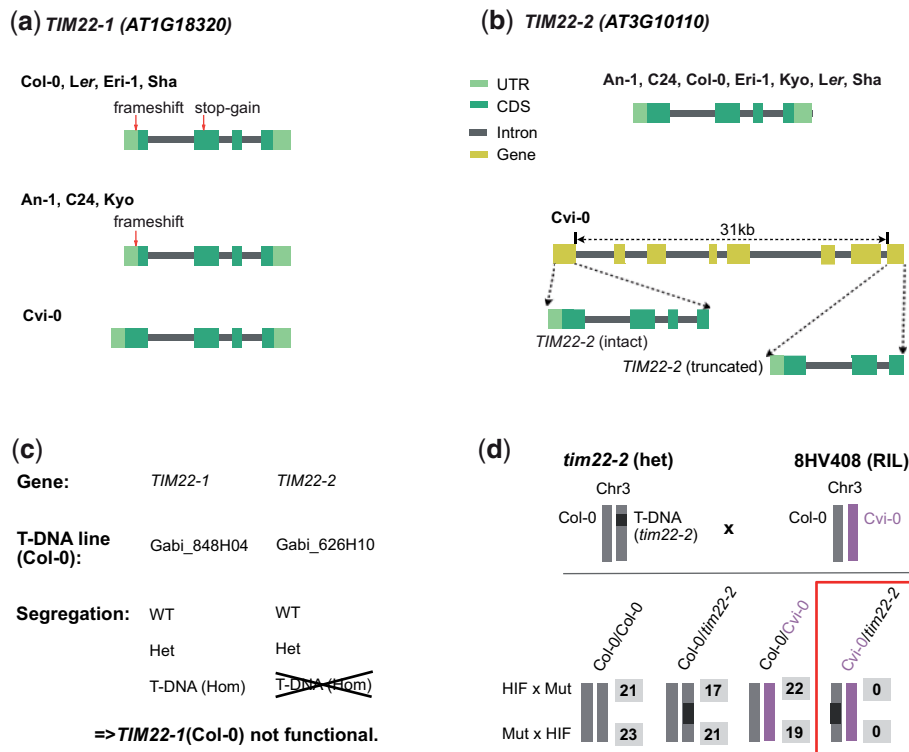 (a) TIM22-1 (AT1G18320)
Col-0, Ler, Eri-1, Sha
frameshift stop-gain
An-1, C24, Kyo
frameshift
Cvi-0
(b) TIM22-2 (AT3G10110)
UTR
CDS
Intron
Gene
An-1, C24, Col-0, Eri-1, Kyo, Ler, Sha
Cvi-0
31kb
TIM22-2 (intact)
TIM22-2 (truncated)
(c)
Gene: TIM22-1 TIM22-2
T-DNA line
(Col-0): Gabi_848H04 Gabi_626H10
Segregation: WT WT
Het Het
T-DNA (Hom) T-DNA (Hom)
=>TIM22-1(Col-0) not functional.
(d) tim22-2 (het) 8HV408 (RIL)
Chr3 Chr3
Col-0 T-DNA x Col-0 Cvi-0
(tim22-2)
Col-0/Col-0 Col-0/tim22-2 Col-0/Cvi-0 Cvi-0/tim22-2
HIF x Mut 21 17 22 0
Mut x HIF 23 21 19 0